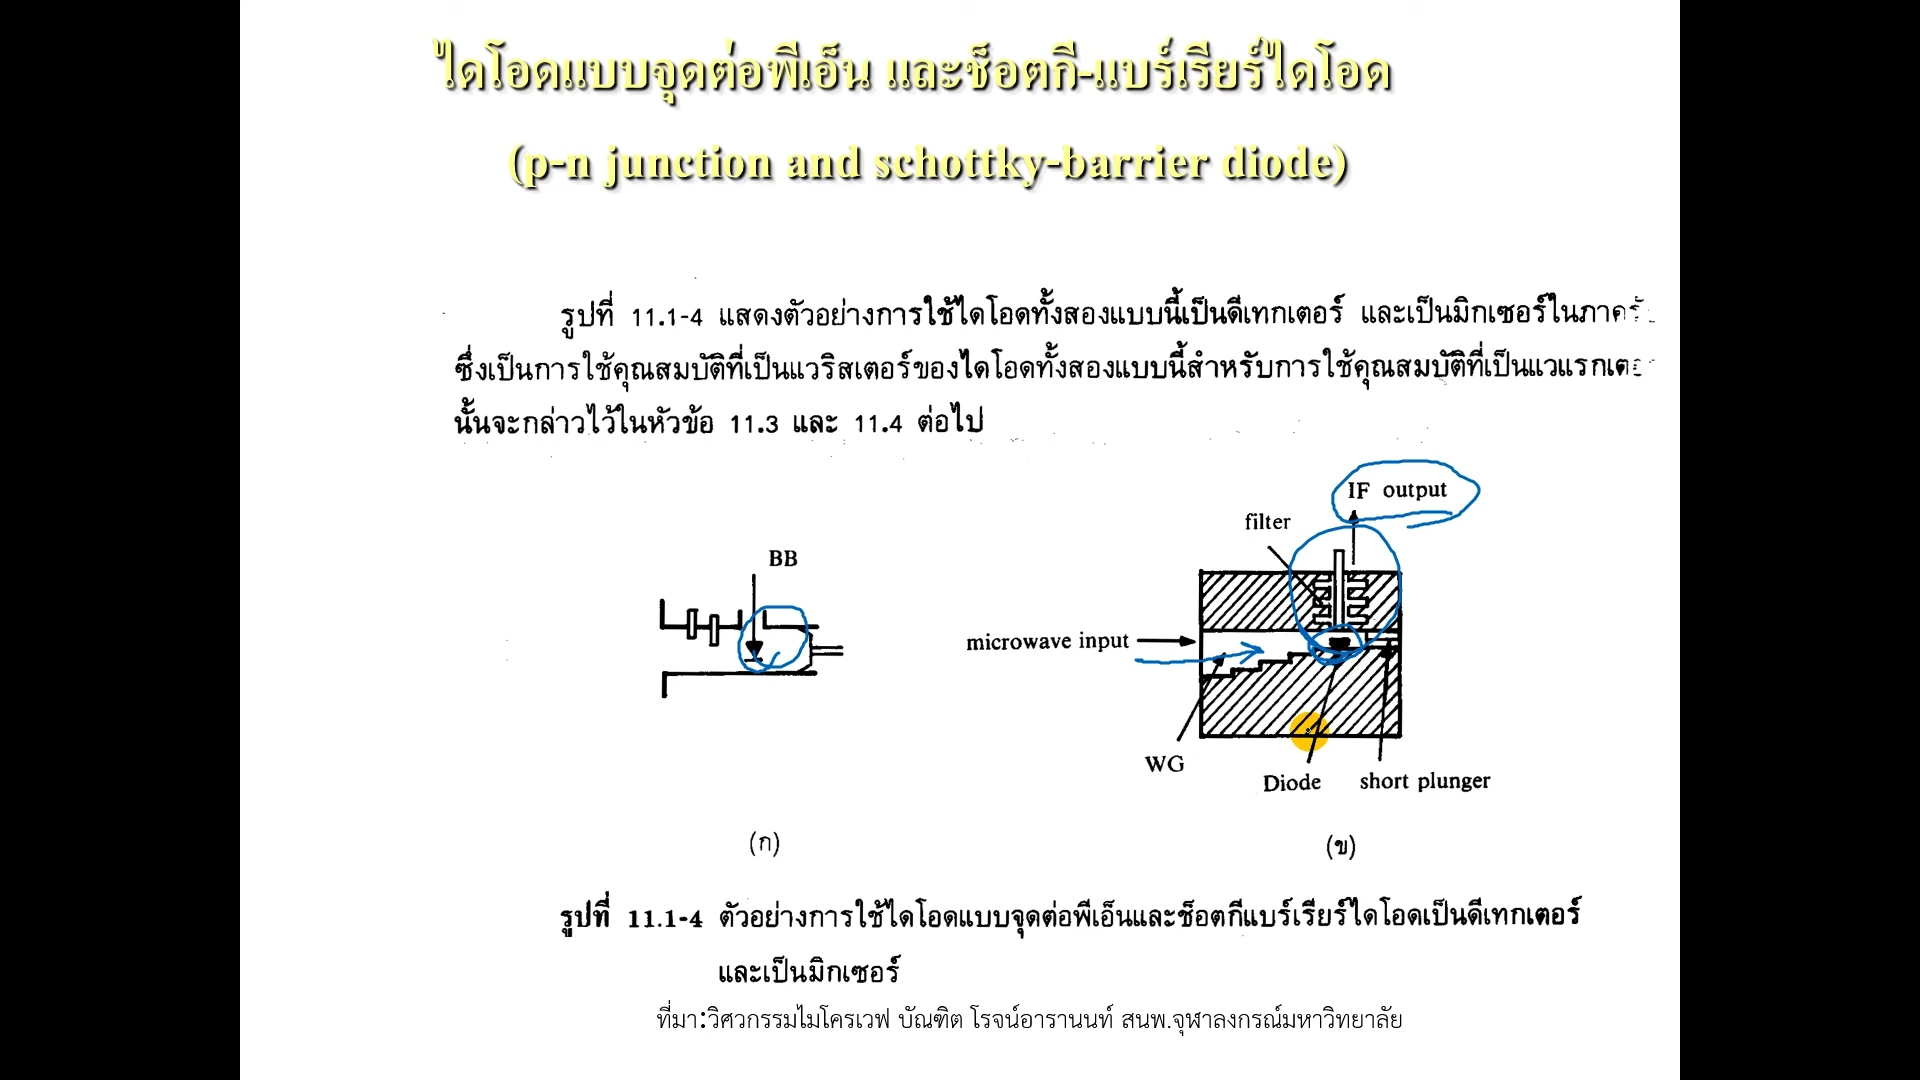 ไดโอดแบบจุดต่อพีเอ็น และช็อตกี-แบร์เรียร์ไดโอด
(p-n junction and schottky-barrier diode)
รูปที่ 11.1-4 แสดงตัวอย่างการใช้ไดโอดทั้งสองแบบนี้เป็นดีเทกเตอร์ และเป็นมิกเซอร์ในภาค
ซึ่งเป็นการใช้คุณสมบัติที่เป็นแวริสเตอร์ของไดโอดทั้งสองแบบนี้สำหรับการใช้คุณสมบัติที่เป็น
นั้นจะกล่าวไว้ในหัวข้อ 11.3 และ 11.4 ต่อไป
IF output
filter
BB
microwave input
WG
Diode
short plunger
(ก)
(ข)
รูปที่ 11.1-4 ตัวอย่างการใช้ไดโอดแบบจุดต่อพีเอ็นและช็อตกีแบร์เรียร์ไดโอดเป็นดีเทกเตอร์
และเป็นมิกเซอร์
ที่มา:วิศวกรรมไมโครเวฟ บัณฑิต โรจน์อารานนท์ สนพ.จุฬาลงกรณ์มหาวิทยาลัย